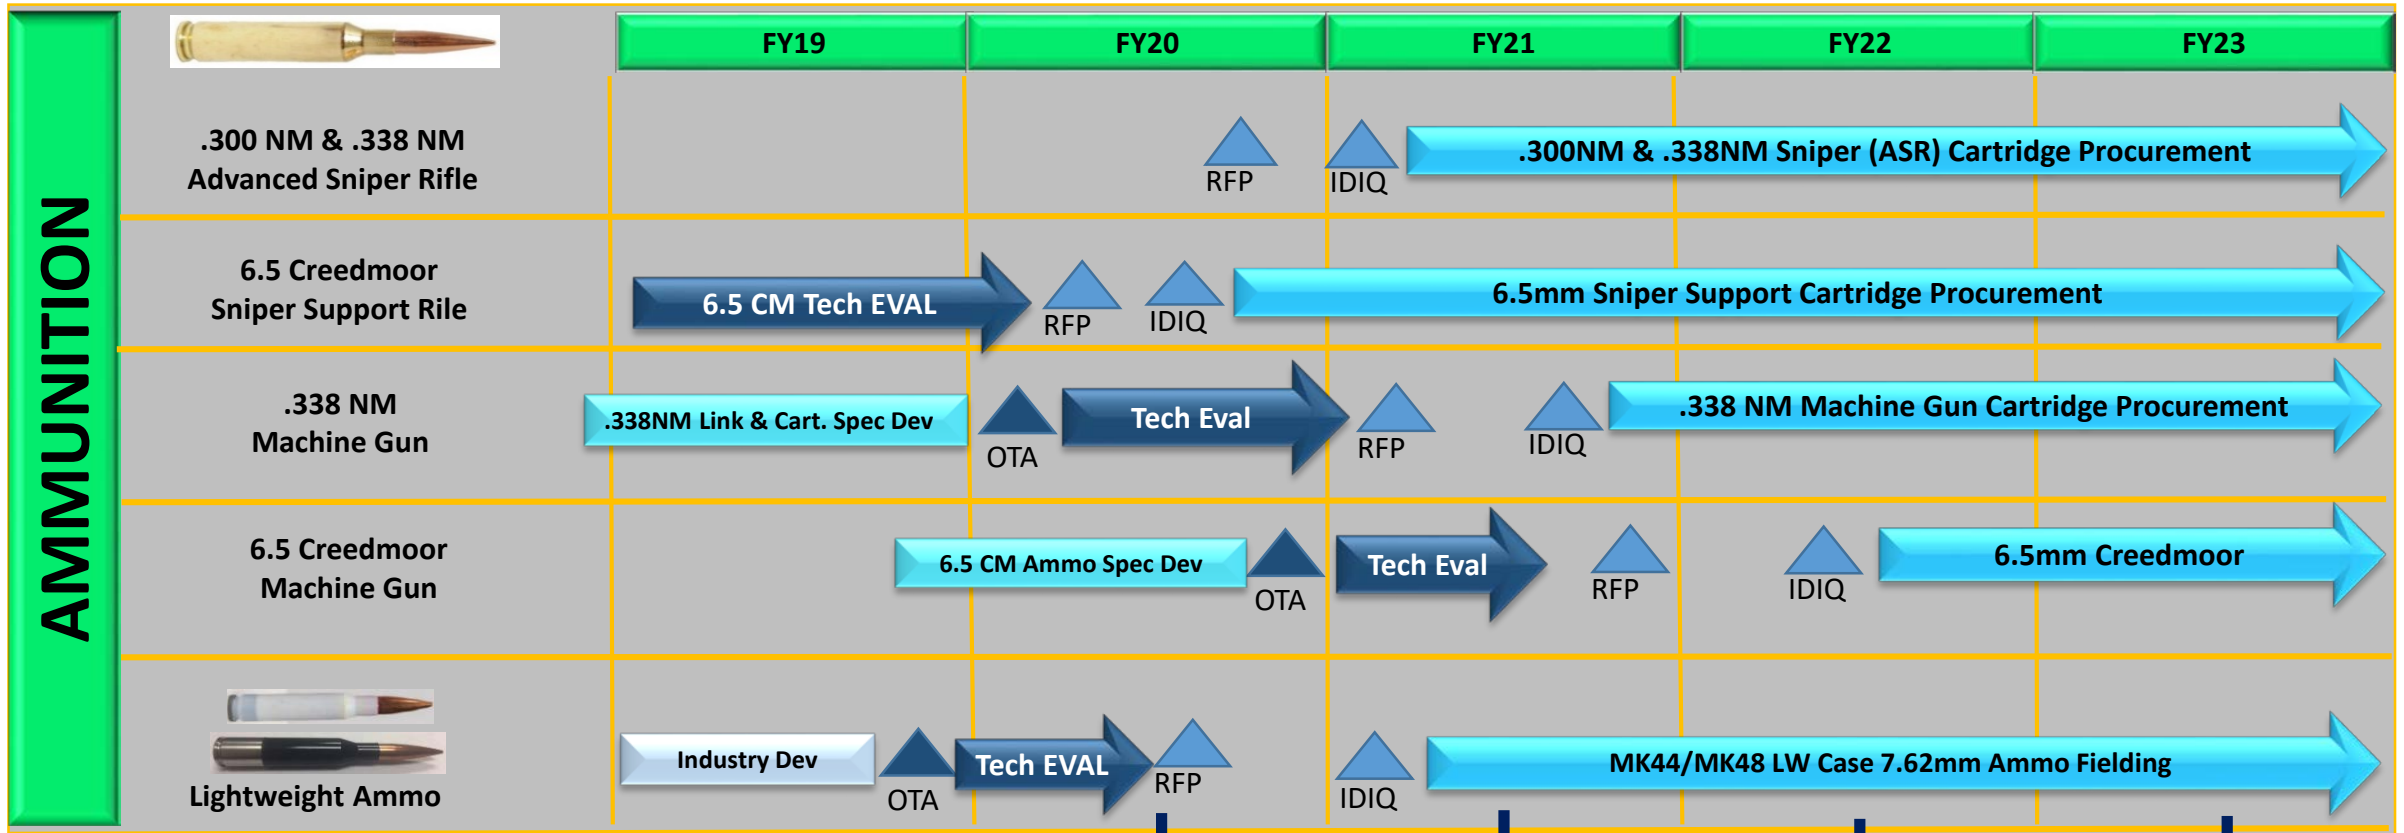 AMMUNITION
FY19
FY20
FY21
FY22
FY23
.300 NM & .338 NM
Advanced Sniper Rifle
RFP
IDIQ
.300NM & .338NM Sniper (ASR) Cartridge Procurement
6.5 Creedmoor
Sniper Support Rile
6.5 CM Tech EVAL
RFP
IDIQ
6.5mm Sniper Support Cartridge Procurement
.338 NM
Machine Gun
.338NM Link & Cart. Spec Dev
OTA
Tech Eval
RFP
IDIQ
.338 NM Machine Gun Cartridge Procurement
6.5 Creedmoor
Machine Gun
6.5 CM Ammo Spec Dev
OTA
Tech Eval
RFP
IDIQ
6.5mm Creedmoor
Lightweight Ammo
Industry Dev
OTA
Tech EVAL
RFP
IDIQ
MK44/MK48 LW Case 7.62mm Ammo Fielding